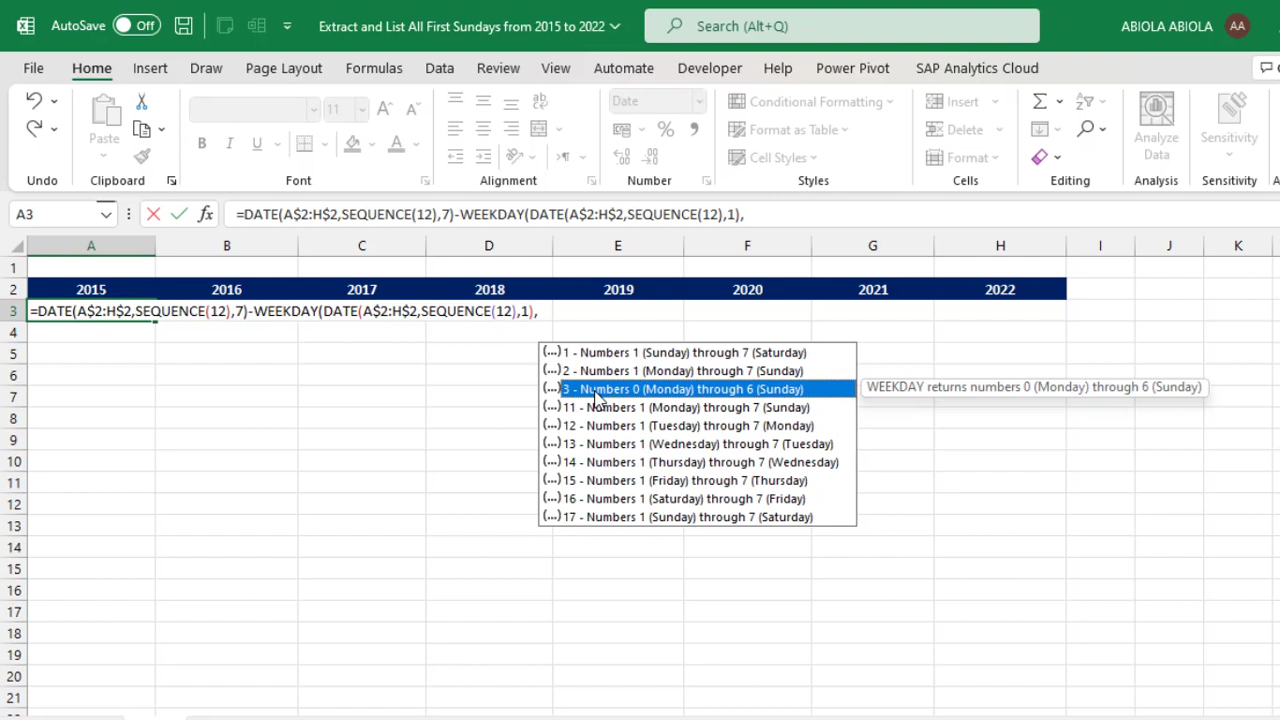 AutoSave Off Extract and List All First Sundays from 2015 to 2022 Search (Alt+Q) ABIOLA ABIOLA AA
File Home Insert Draw Page Layout Formulas Data Review View Automate Developer Help Power Pivot SAP Analytics Cloud
Paste
11 A A
B I U A
ab
Date
% 9
Conditional Formatting
Format as Table
Cell Styles
Insert
Delete
Format
Analyze Data
Sensitivity
Undo Clipboard Font Alignment Number Styles Cells Editing Analysis Sensitivity
A3 fx =DATE(A$2:H$2,SEQUENCE(12),7)-WEEKDAY(DATE(A$2:H$2,SEQUENCE(12),1),
A B C D E F G H I J K
1
2 2015 2016 2017 2018 2019 2020 2021 2022
3 =DATE(A$2:H$2,SEQUENCE(12),7)-WEEKDAY(DATE(A$2:H$2,SEQUENCE(12),1),
4
5 (...) 1 - Numbers 1 (Sunday) through 7 (Saturday)
6 (...) 2 - Numbers 1 (Monday) through 7 (Sunday)
7 (...) 3 - Numbers 0 (Monday) through 6 (Sunday) WEEKDAY returns numbers 0 (Monday) through 6 (Sunday)
(...) 11 - Numbers 1 (Monday) through 7 (Sunday)
8 (...) 12 - Numbers 1 (Tuesday) through 7 (Monday)
9 (...) 13 - Numbers 1 (Wednesday) through 7 (Tuesday)
10 (...) 14 - Numbers 1 (Thursday) through 7 (Wednesday)
11 (...) 15 - Numbers 1 (Friday) through 7 (Thursday)
12 (...) 16 - Numbers 1 (Saturday) through 7 (Friday)
13 (...) 17 - Numbers 1 (Sunday) through 7 (Saturday)
14
15
16
17
18
19
20
21